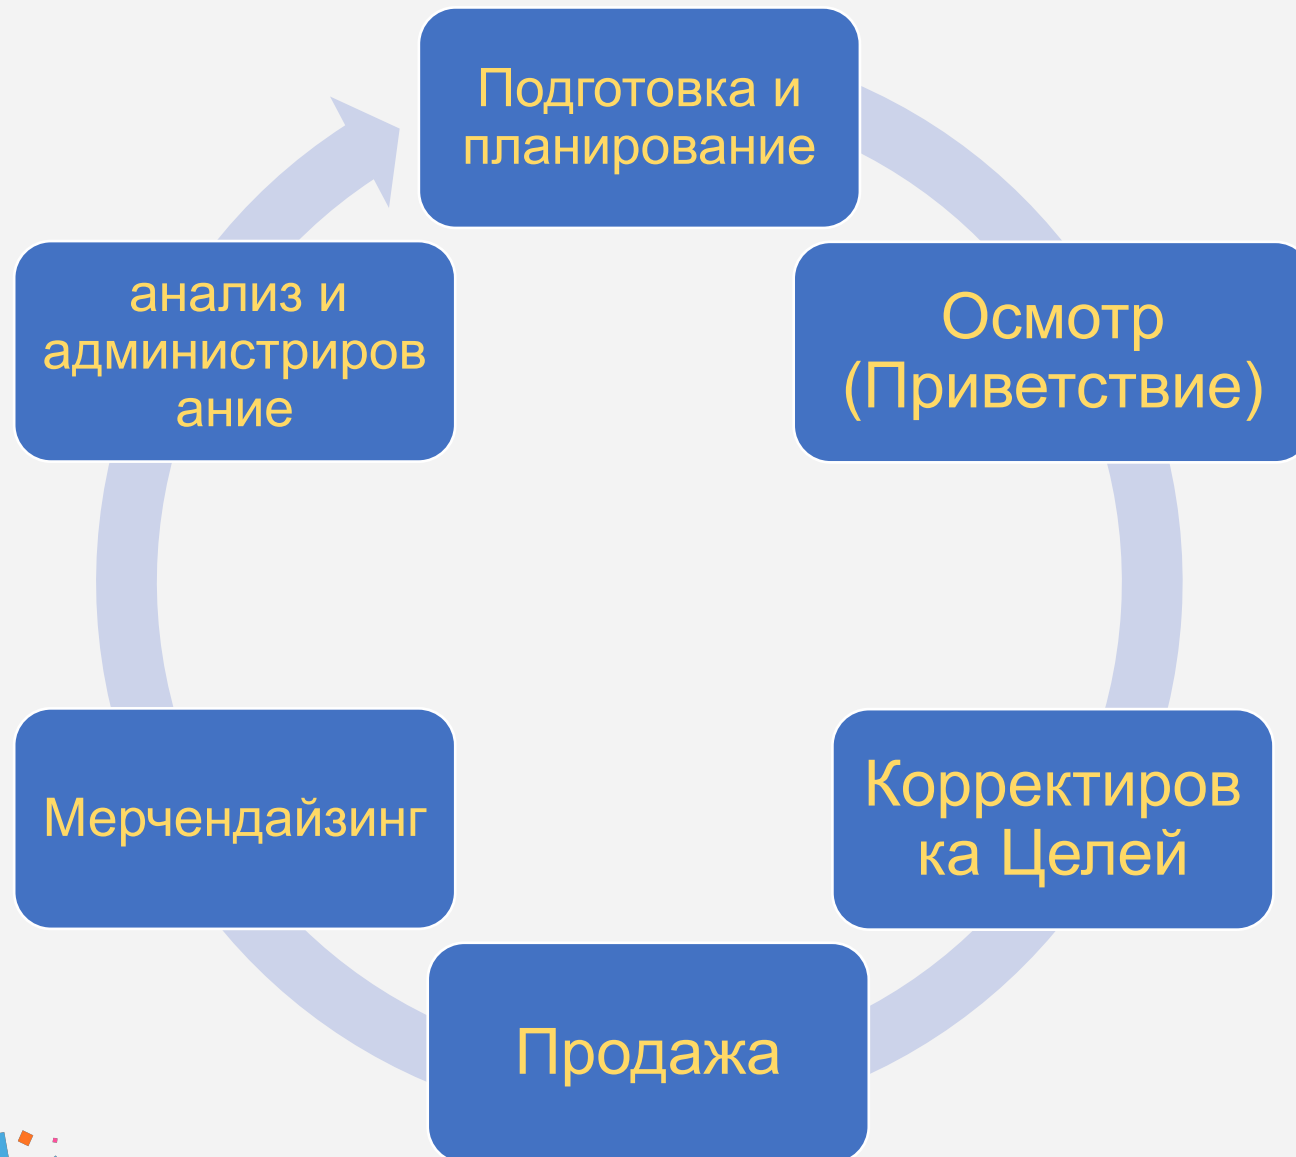 Подготовка и
планирование
Осмотр
(Приветствие)
Корректиров
ка Целей
Продажа
Мерчендайзинг
анализ и
администриров
ание